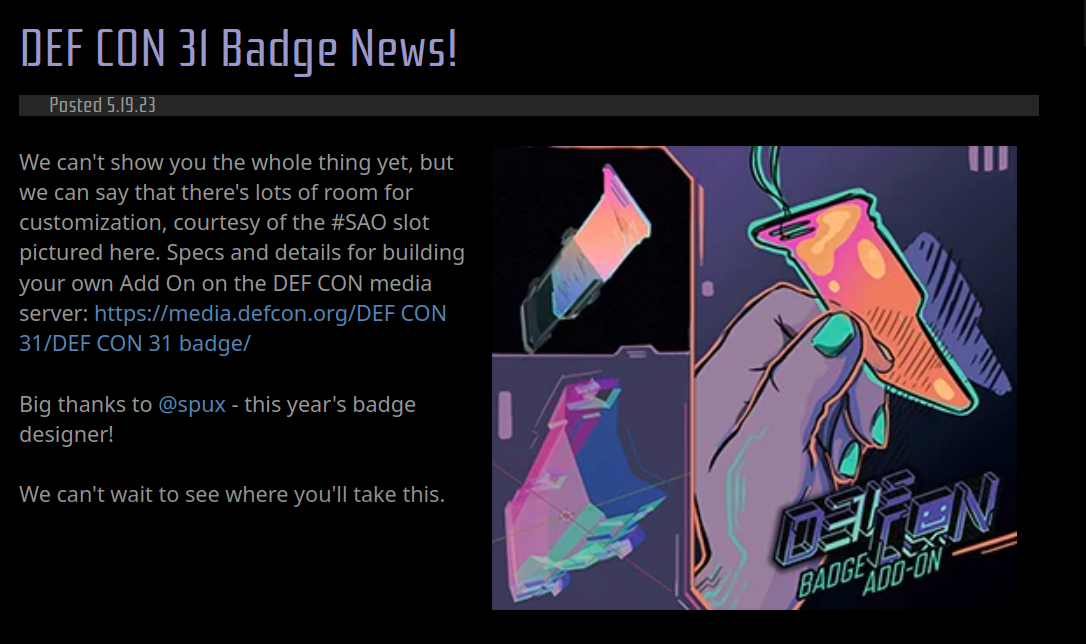 DEF CON 31 Badge News!
Posted 5.19.23
We can't show you the whole thing yet, but
we can say that there's lots of room for
customization, courtesy of the #SAO slot
pictured here. Specs and details for building
your own Add On on the DEF CON media
server: https://media.defcon.org/DEF CON
31/DEF CON 31 badge/
Big thanks to @spux - this year's badge
designer!
We can't wait to see where you'll take this.
DEF CON
BADGE
ADD-ON